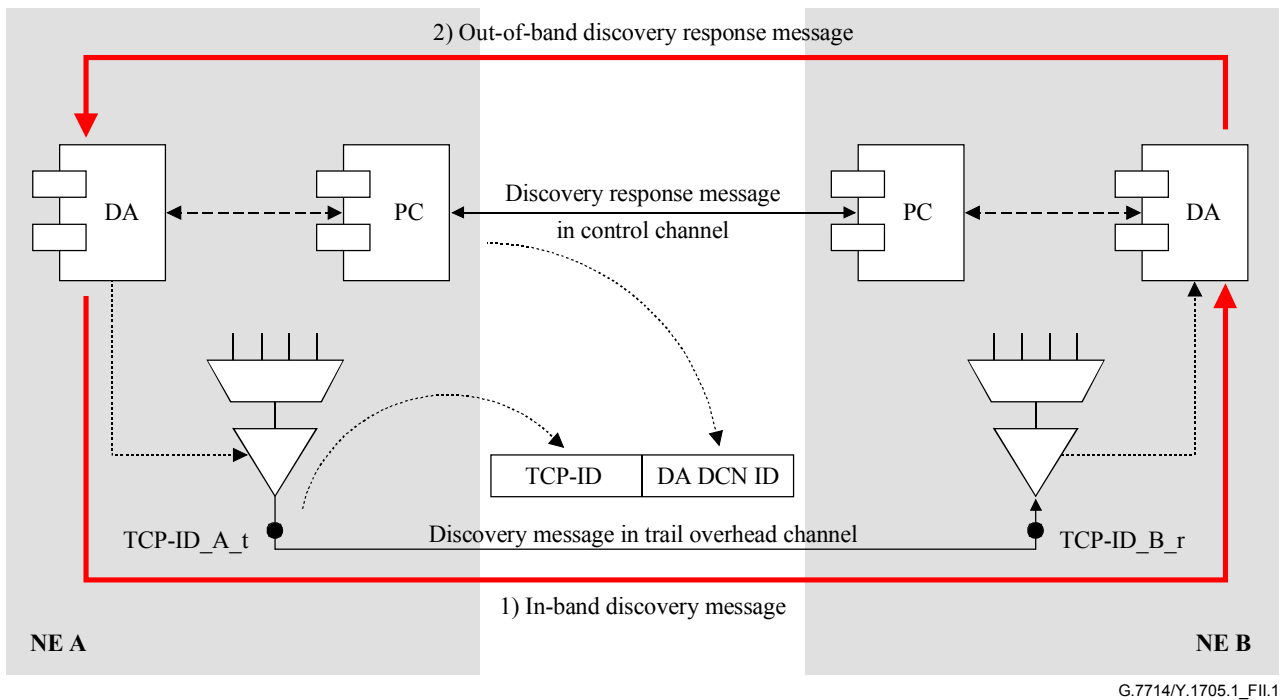 2) Out-of-band discovery response message
DA
PC
Discovery response message
in control channel
PC
DA
TCP-ID
DA DCN ID
TCP-ID_A_t
Discovery message in trail overhead channel
TCP-ID_B_r
1) In-band discovery message
NE A
NE B
G.7714/Y.1705.1_FII.1